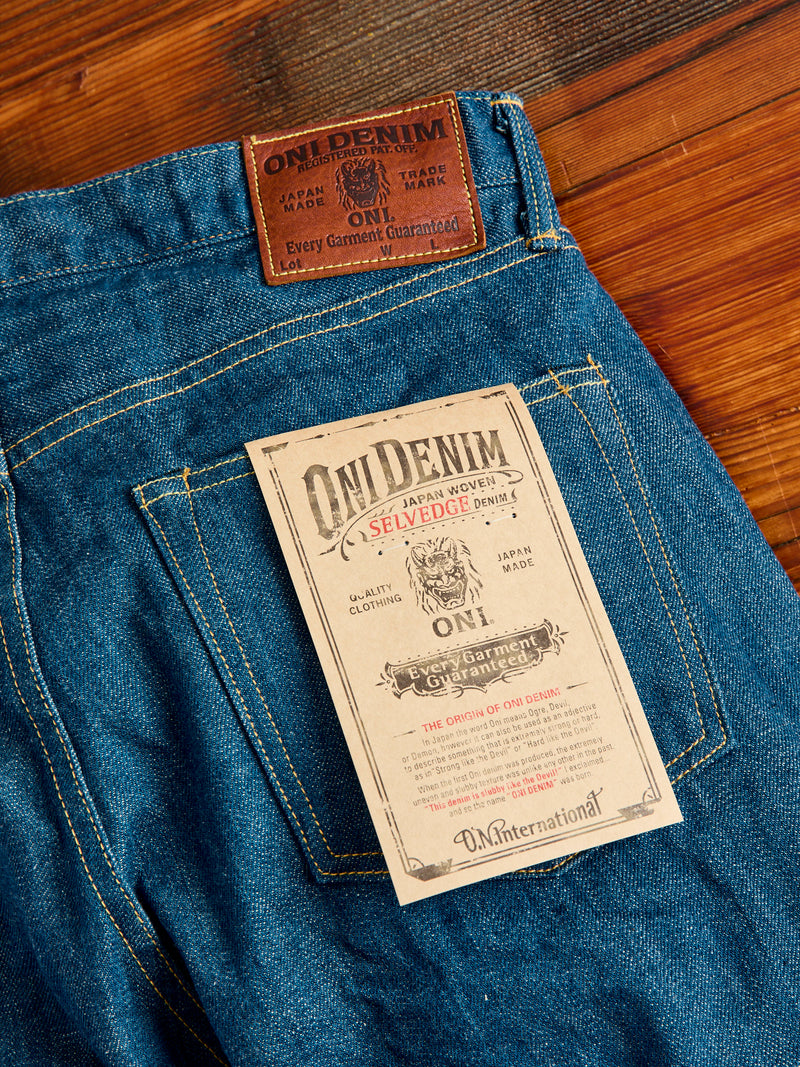 ONI DENIM
REGISTERED PAT. OFF.
JAPAN TRADE
MADE MARK
ONI.
Every Garment Guaranteed
Lot W L
ONI DENIM
JAPAN WOVEN
SELVEDGE DENIM
QUALITY JAPAN
CLOTHING MADE
ONI.
Every Garment
Guaranteed
THE ORIGIN OF ONI DENIM
In Japan the word Oni means Ogre, Devil,
or Demon, however it can also be used as an adjective
to describe something that is extremely strong or hard,
as in "Strong like the Devil" or "Hard like the Devil"
When the first Oni denim was produced, the extremely
uneven and slubby texture was unlike any other in the past.
"This denim is slubby like the Devil!" I exclaimed...
and so the name "ONI DENIM" was born.
O.N.International